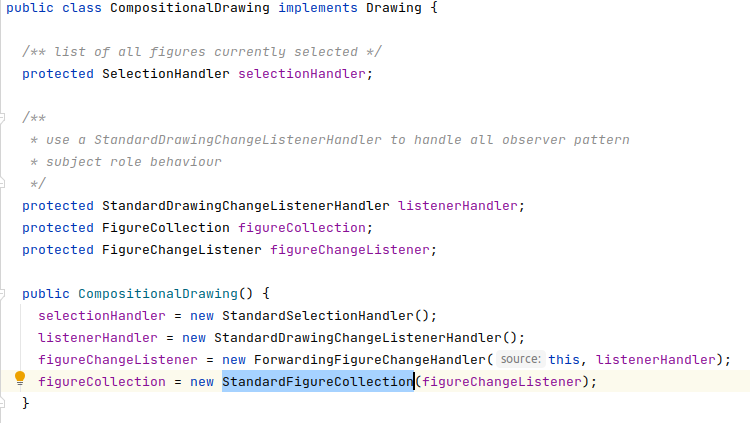 public class CompositionalDrawing implements Drawing {
/** list of all figures currently selected */
protected SelectionHandler selectionHandler;
/**
* use a StandardDrawingChangeListenerHandler to handle all observer pattern
* subject role behaviour
*/
protected StandardDrawingChangeListenerHandler listenerHandler;
protected FigureCollection figureCollection;
protected FigureChangeListener figureChangeListener;
public CompositionalDrawing() {
selectionHandler = new StandardSelectionHandler();
listenerHandler = new StandardDrawingChangeListenerHandler();
figureChangeListener = new ForwardingFigureChangeHandler( source: this, listenerHandler);
figureCollection = new StandardFigureCollection(figureChangeListener);
}